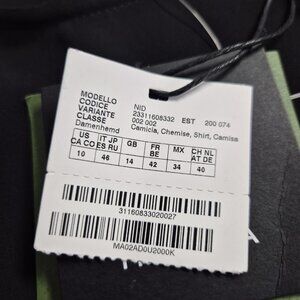 MODELLO NID
CODICE 23311608332 EST 200 074
VARIANTE 002 002
CLASSE Camicia, Chemise, Shirt, Camisa
Damenhemd
US CA CO IT JP ES RU GB FR BE MX CH NL AT DE
10 46 14 42 34 40
31160833020027
MA02AD0U2000K